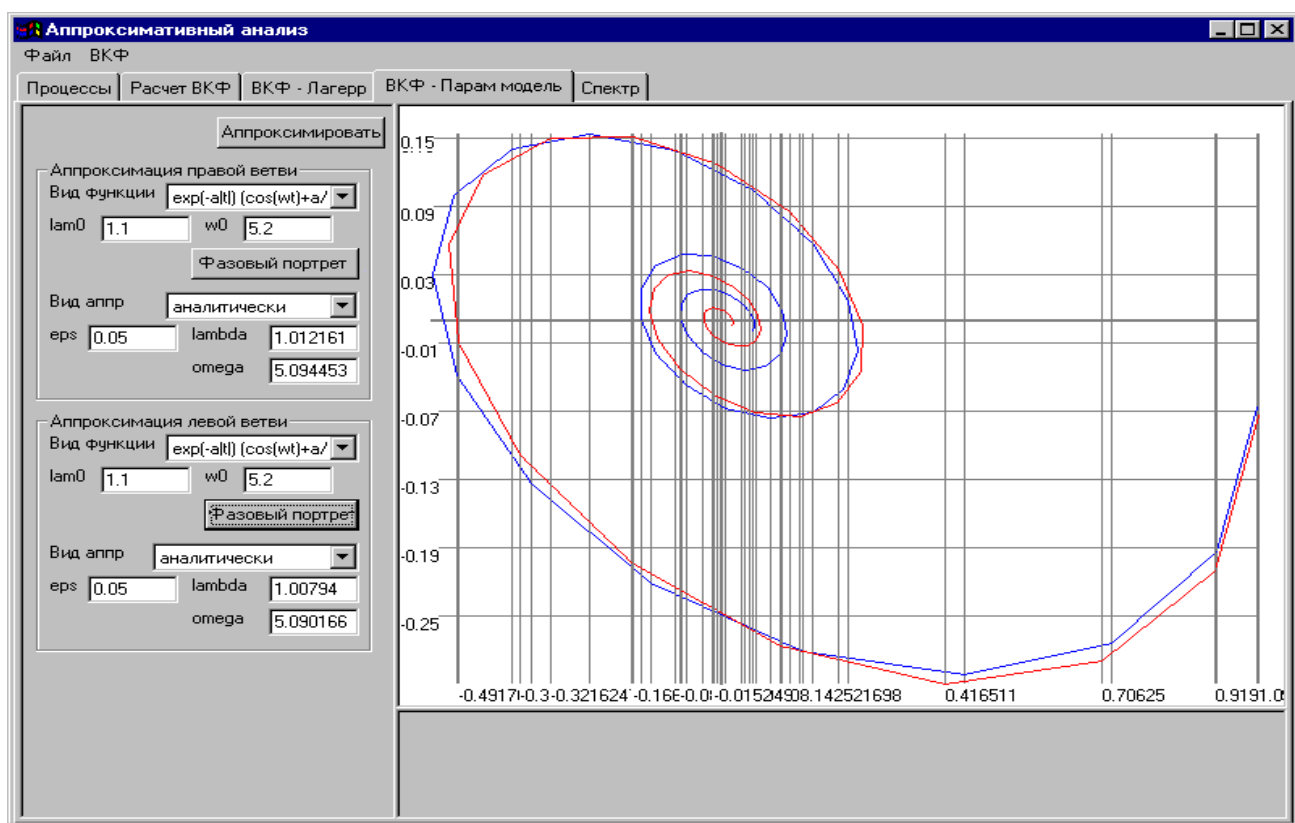 Аппроксимативный анализ
Файл ВКФ
Процессы Расчет ВКФ ВКФ - Лагерр ВКФ - Парам модель Спектр
Аппроксимировать
Аппроксимация правой ветви
Вид функции exp(-a|t|) (cos(wt)+a/
lam0 1.1 w0 5.2
Фазовый портрет
Вид аппр аналитически
eps 0.05 lambda 1.012161
omega 5.094453
Аппроксимация левой ветви
Вид функции exp(-a|t|) (cos(wt)+a/
lam0 1.1 w0 5.2
Фазовый портрет
Вид аппр аналитически
eps 0.05 lambda 1.00794
omega 5.090166
0.15
0.09
0.03
-0.01
-0.07
-0.13
-0.19
-0.25
0.416511 0.70625